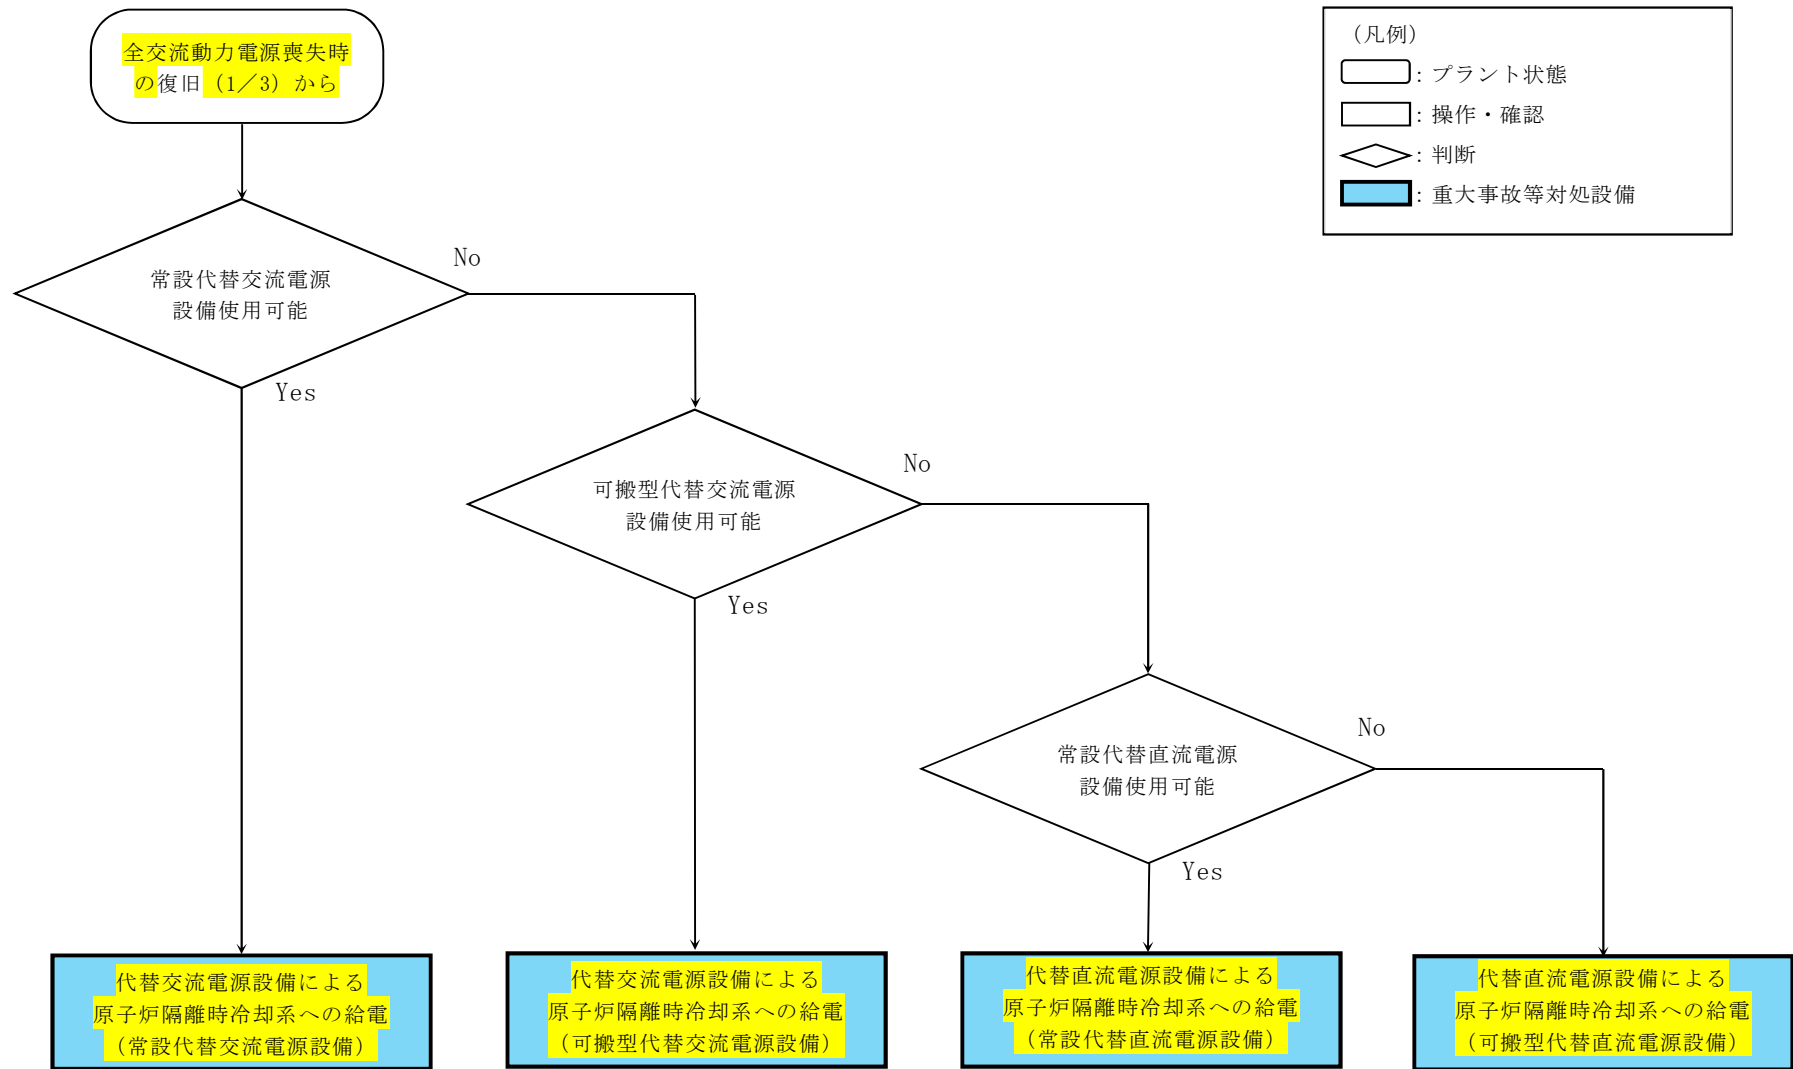 全交流動力電源喪失時
の復旧（1／3）から
（凡例）
：プラント状態
：操作・確認
：判断
：重大事故等対処設備
常設代替交流電源
設備使用可能
No
Yes
可搬型代替交流電源
設備使用可能
No
Yes
常設代替直流電源
設備使用可能
No
Yes
代替交流電源設備による
原子炉隔離時冷却系への給電
（常設代替交流電源設備）
代替交流電源設備による
原子炉隔離時冷却系への給電
（可搬型代替交流電源設備）
代替直流電源設備による
原子炉隔離時冷却系への給電
（常設代替直流電源設備）
代替直流電源設備による
原子炉隔離時冷却系への給電
（可搬型代替直流電源設備）